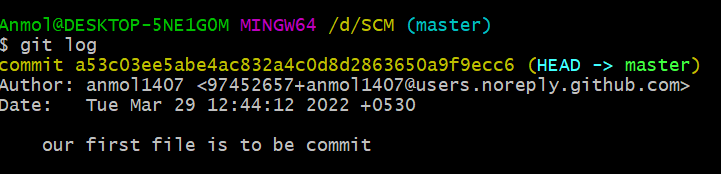 Anmol@DESKTOP-5NE1G0M MINGW64 /d/SCM (master)
$ git log
commit a53c03ee5abe4ac832a4c0d8d2863650a9f9ecc6 (HEAD -> master)
Author: anmol1407 <97452657+anmol1407@users.noreply.github.com>
Date:   Tue Mar 29 12:44:12 2022 +0530
    our first file is to be commit